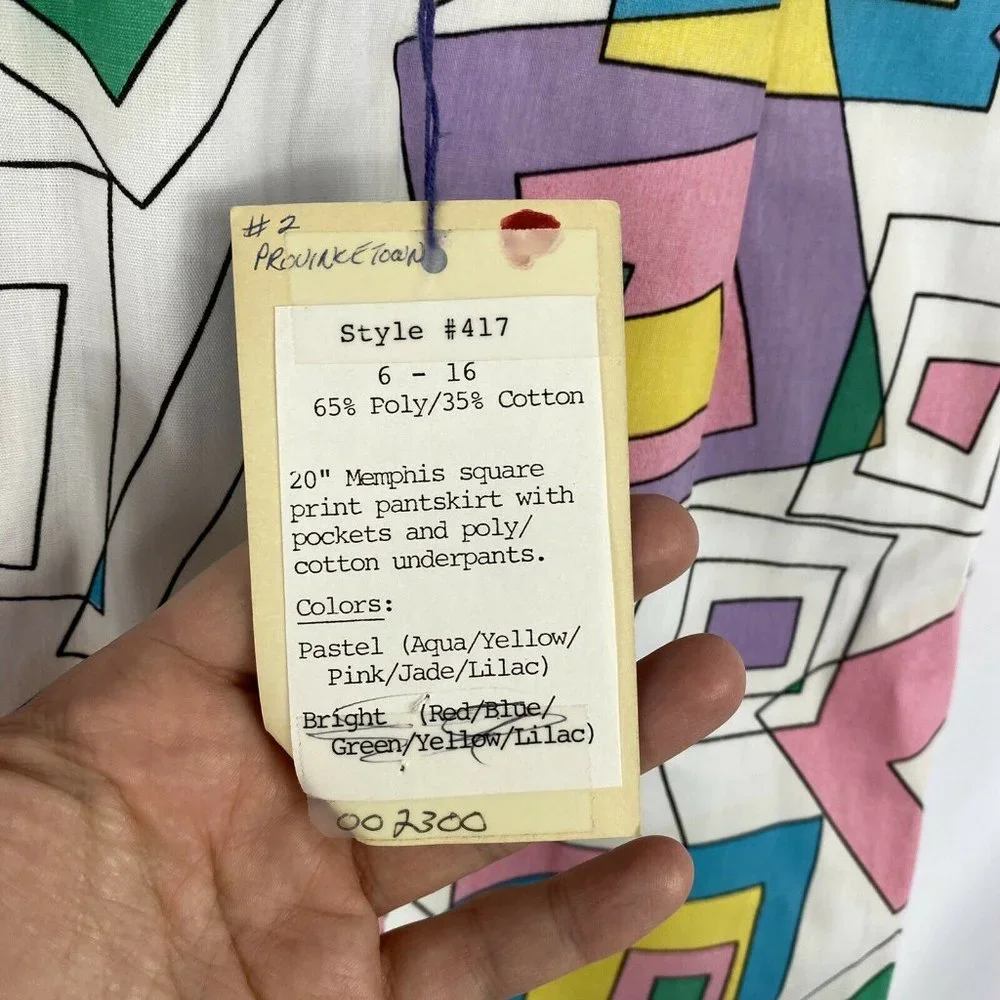 #2
PROVINCETOWN
Style #417
6 - 16
65% Poly/35% Cotton
20" Memphis square
print pantskirt with
pockets and poly/
cotton underpants.
Colors:
Pastel (Aqua/Yellow/
Pink/Jade/Lilac)
Bright (Red/Blue/
Green/Yellow/Lilac)
002300